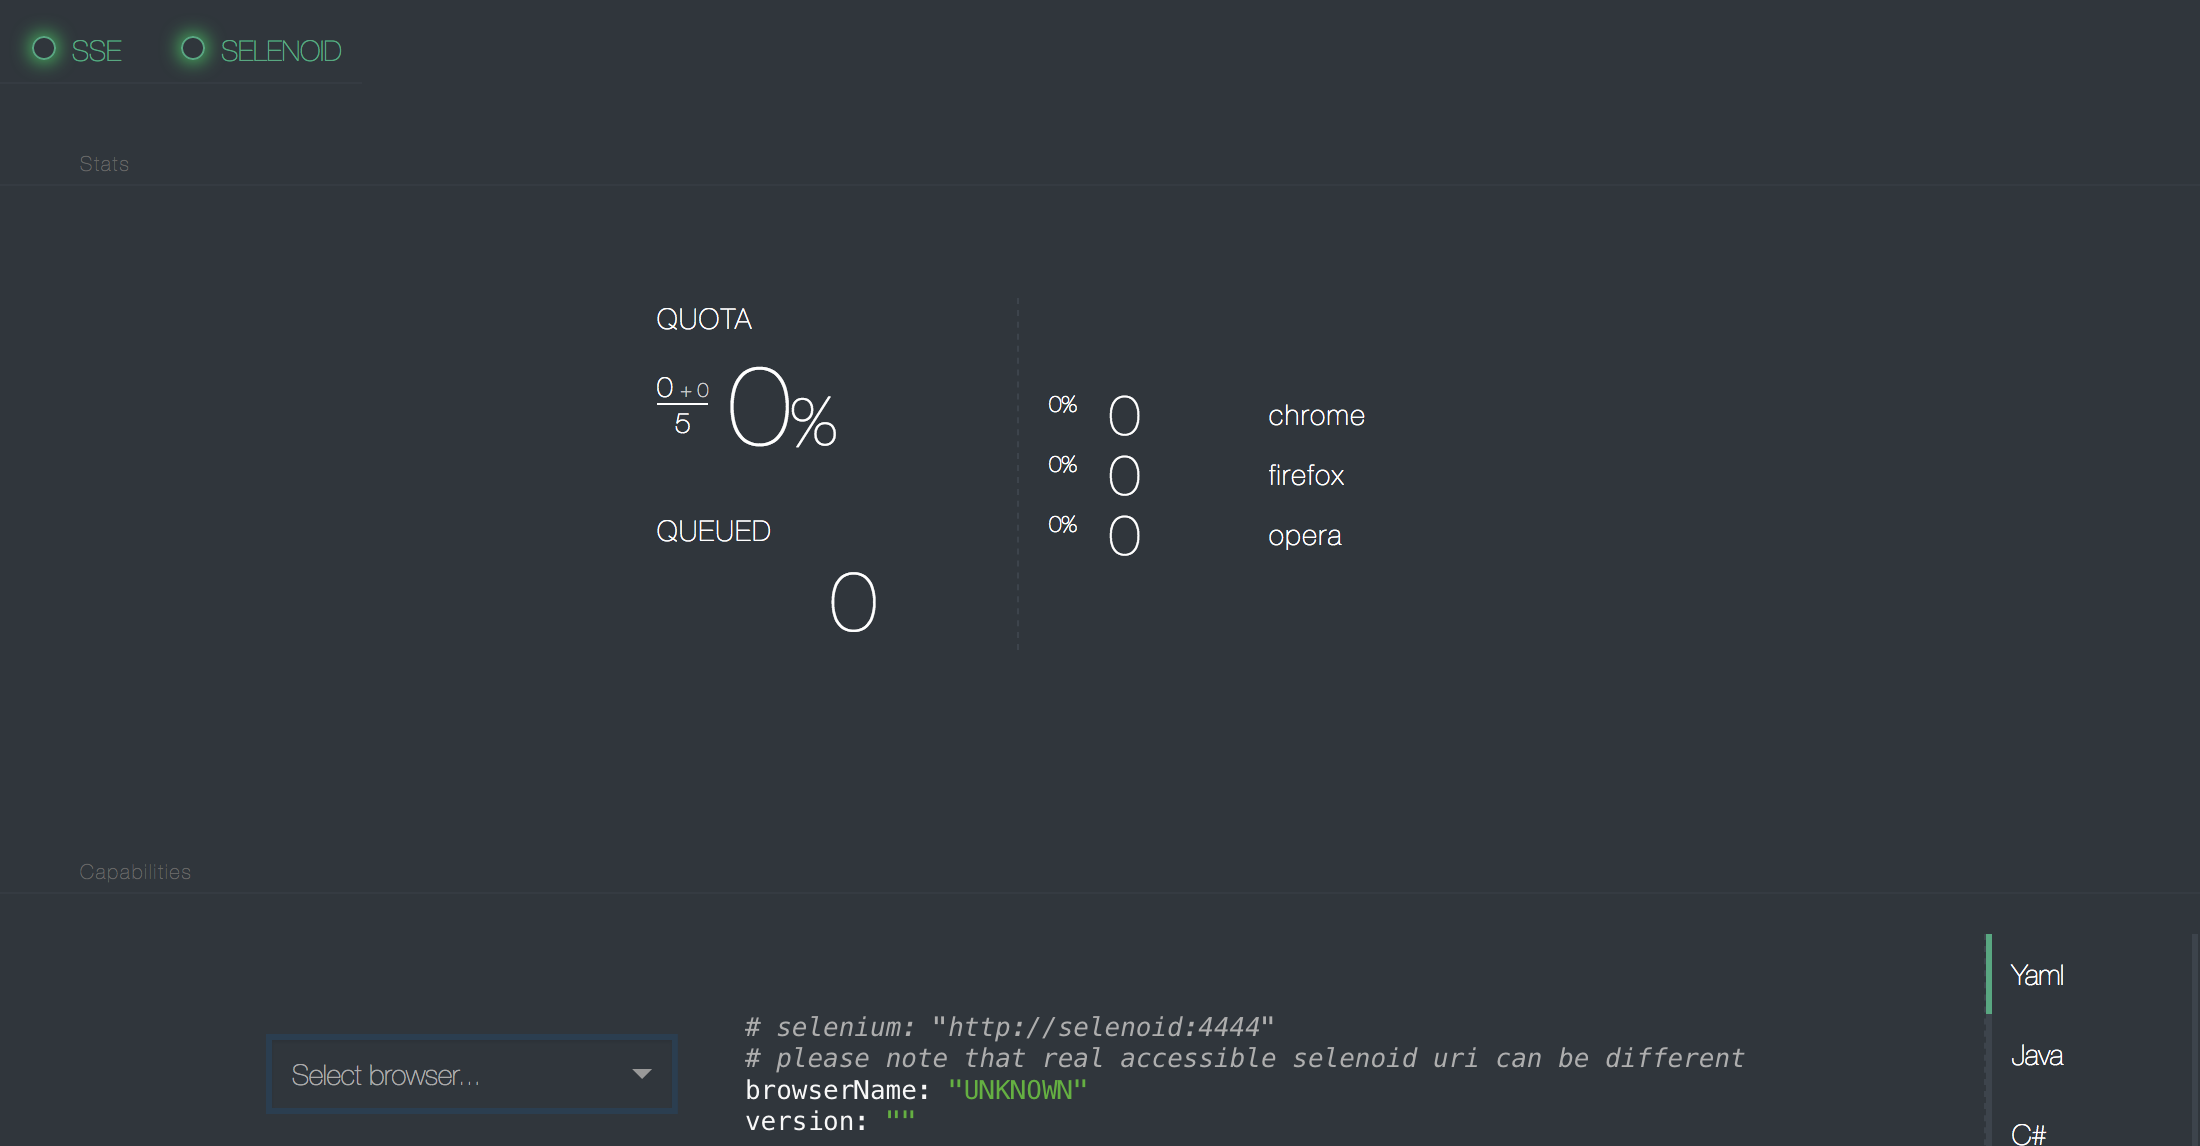 SSE SELENOID
Stats
QUOTA
0 + 0
5
0%
QUEUED
0
0% 0 chrome
0% 0 firefox
0% 0 opera
Capabilities
Select browser...
# selenium: "http://selenoid:4444"
# please note that real accessible selenoid uri can be different
browserName: "UNKNOWN"
version: ""
Yaml
Java
C#